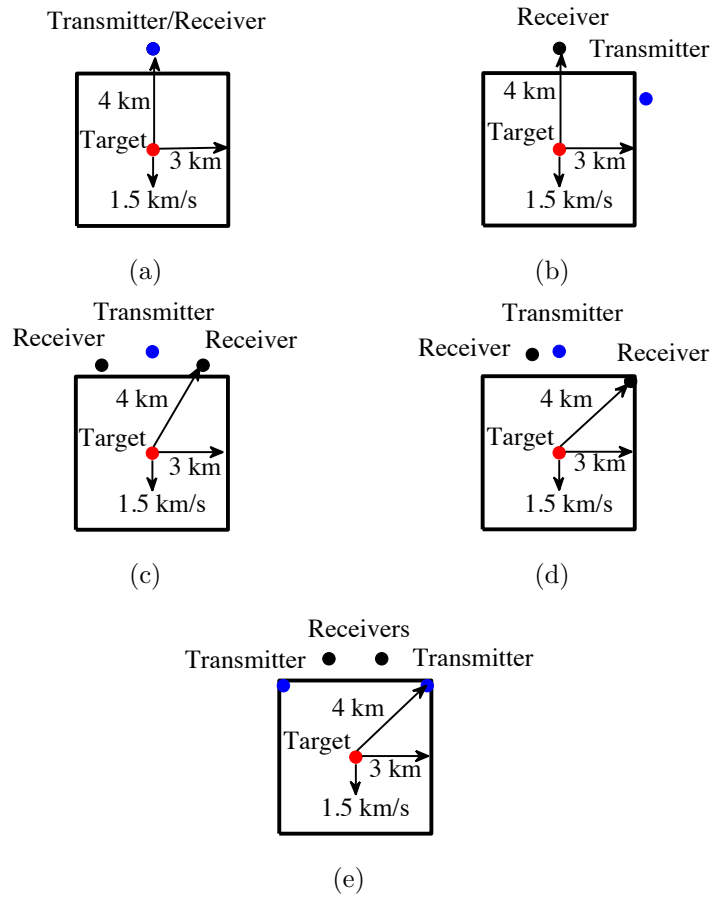 Transmitter/Receiver
4 km
Target
3 km
1.5 km/s
(a)
Receiver
Transmitter
4 km
Target
3 km
1.5 km/s
(b)
Transmitter
Receiver
Receiver
4 km
Target
3 km
1.5 km/s
(c)
Transmitter
Receiver
Receiver
4 km
Target
3 km
1.5 km/s
(d)
Receivers
Transmitter
Transmitter
4 km
Target
3 km
1.5 km/s
(e)